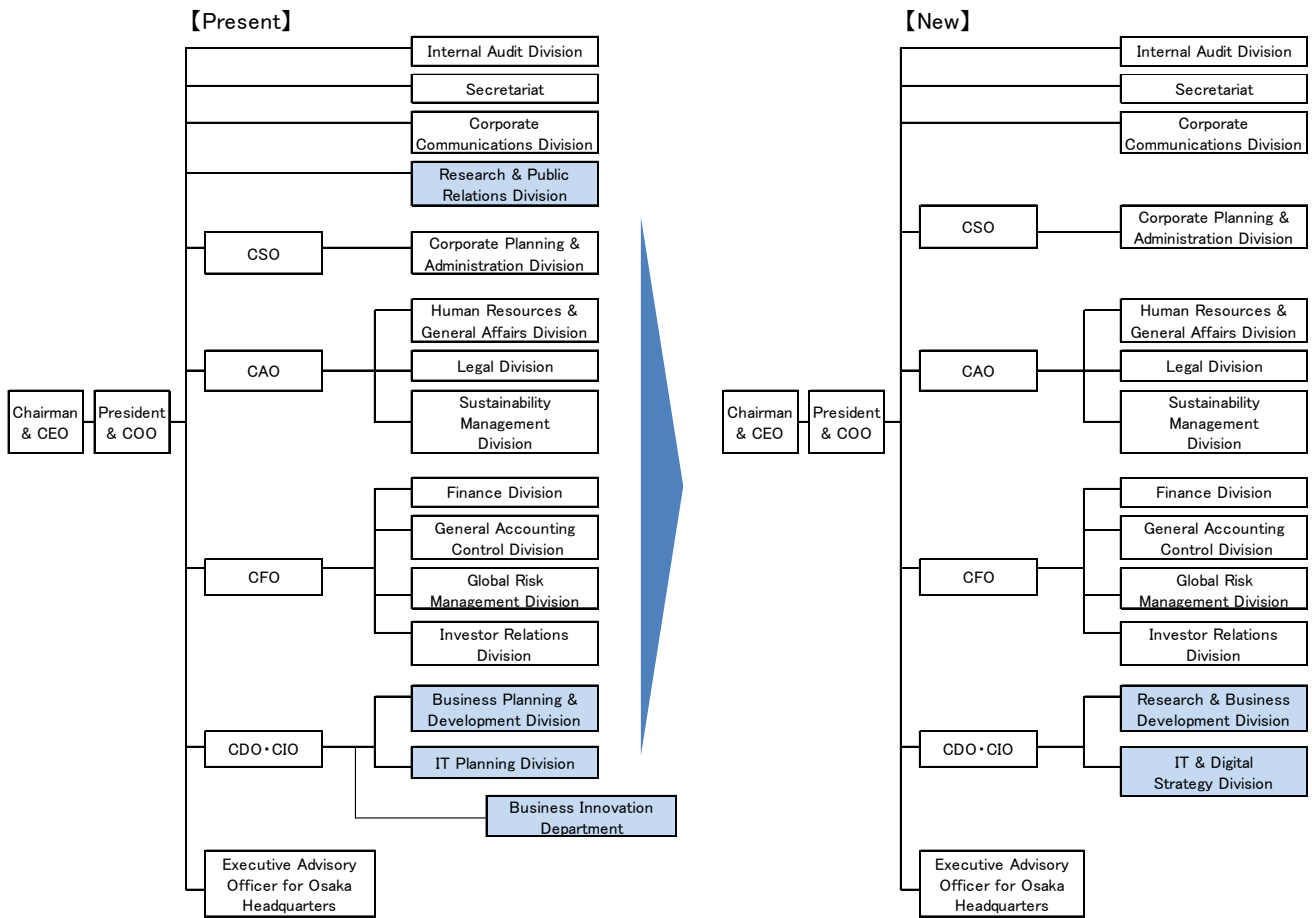 【Present】
Internal Audit Division
Secretariat
Corporate
Communications Division
Research & Public
Relations Division
CSO
Corporate Planning &
Administration Division
Human Resources &
General Affairs Division
CAO
Legal Division
Sustainability
Management
Division
Chairman
& CEO
President
& COO
Finance Division
General Accounting
Control Division
CFO
Global Risk
Management Division
Investor Relations
Division
Business Planning &
Development Division
CDO・CIO
IT Planning Division
Business Innovation
Department
Executive Advisory
Officer for Osaka
Headquarters
【New】
Internal Audit Division
Secretariat
Corporate
Communications Division
CSO
Corporate Planning &
Administration Division
Human Resources &
General Affairs Division
CAO
Legal Division
Sustainability
Management
Division
Chairman
& CEO
President
& COO
Finance Division
General Accounting
Control Division
CFO
Global Risk
Management Division
Investor Relations
Division
Research & Business
Development Division
CDO・CIO
IT & Digital
Strategy Division
Executive Advisory
Officer for Osaka
Headquarters